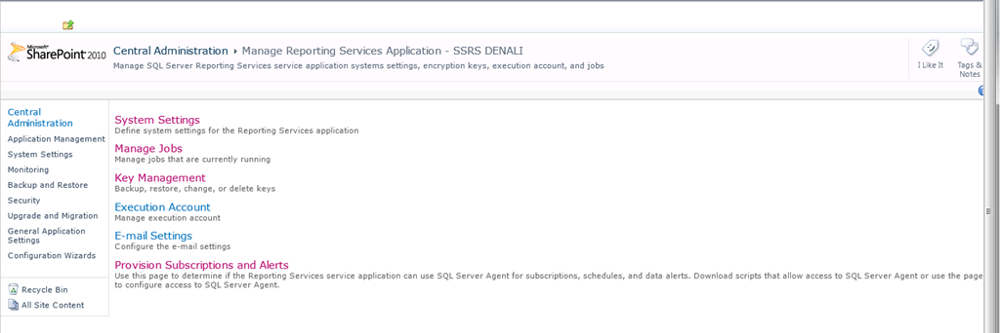 Microsoft
SharePoint 2010
Central Administration ▸ Manage Reporting Services Application - SSRS DENALI
Manage SQL Server Reporting Services service application systems settings, encryption keys, execution account, and jobs
I Like It
Tags &
Notes
Central
Administration
Application Management
System Settings
Monitoring
Backup and Restore
Security
Upgrade and Migration
General Application
Settings
Configuration Wizards
Recycle Bin
All Site Content
System Settings
Define system settings for the Reporting Services application
Manage Jobs
Manage jobs that are currently running
Key Management
Backup, restore, change, or delete keys
Execution Account
Manage execution account
E-mail Settings
Configure the e-mail settings
Provision Subscriptions and Alerts
Use this page to determine if the Reporting Services service application can use SQL Server Agent for subscriptions, schedules, and data alerts. Download scripts that allow access to SQL Server Agent or use the page
to configure access to SQL Server Agent.